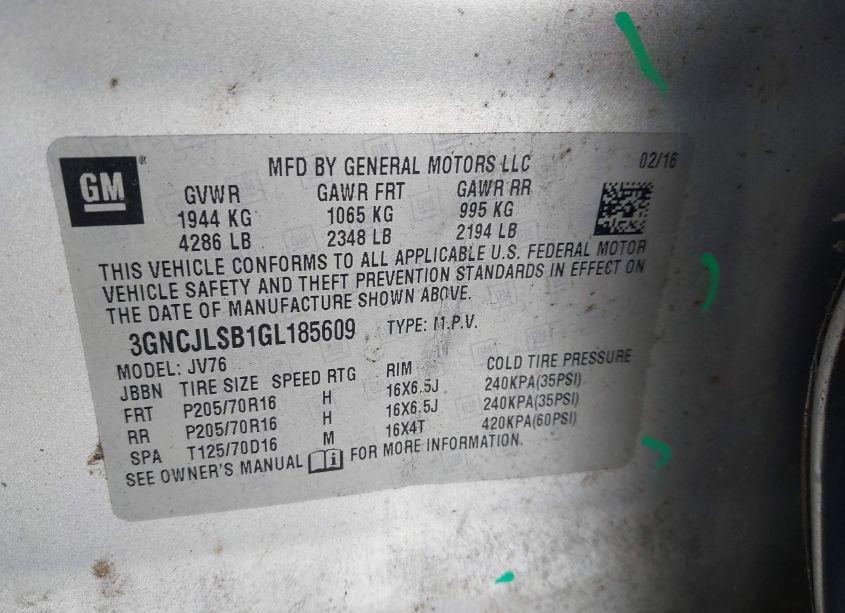 GM ® MFD BY GENERAL MOTORS LLC 02/16
GVWR GAWR FRT GAWR RR
1944 KG 1065 KG 995 KG
4286 LB 2348 LB 2194 LB
THIS VEHICLE CONFORMS TO ALL APPLICABLE U.S. FEDERAL MOTOR
VEHICLE SAFETY AND THEFT PREVENTION STANDARDS IN EFFECT ON
THE DATE OF MANUFACTURE SHOWN ABOVE.
3GNCJLSB1GL185609 TYPE: M.P.V.
MODEL: JV76
JBBN TIRE SIZE SPEED RTG RIM COLD TIRE PRESSURE
FRT P205/70R16 H 16X6.5J 240KPA(35PSI)
RR P205/70R16 H 16X6.5J 240KPA(35PSI)
SPA T125/70D16 M 16X4T 420KPA(60PSI)
SEE OWNER'S MANUAL i FOR MORE INFORMATION.